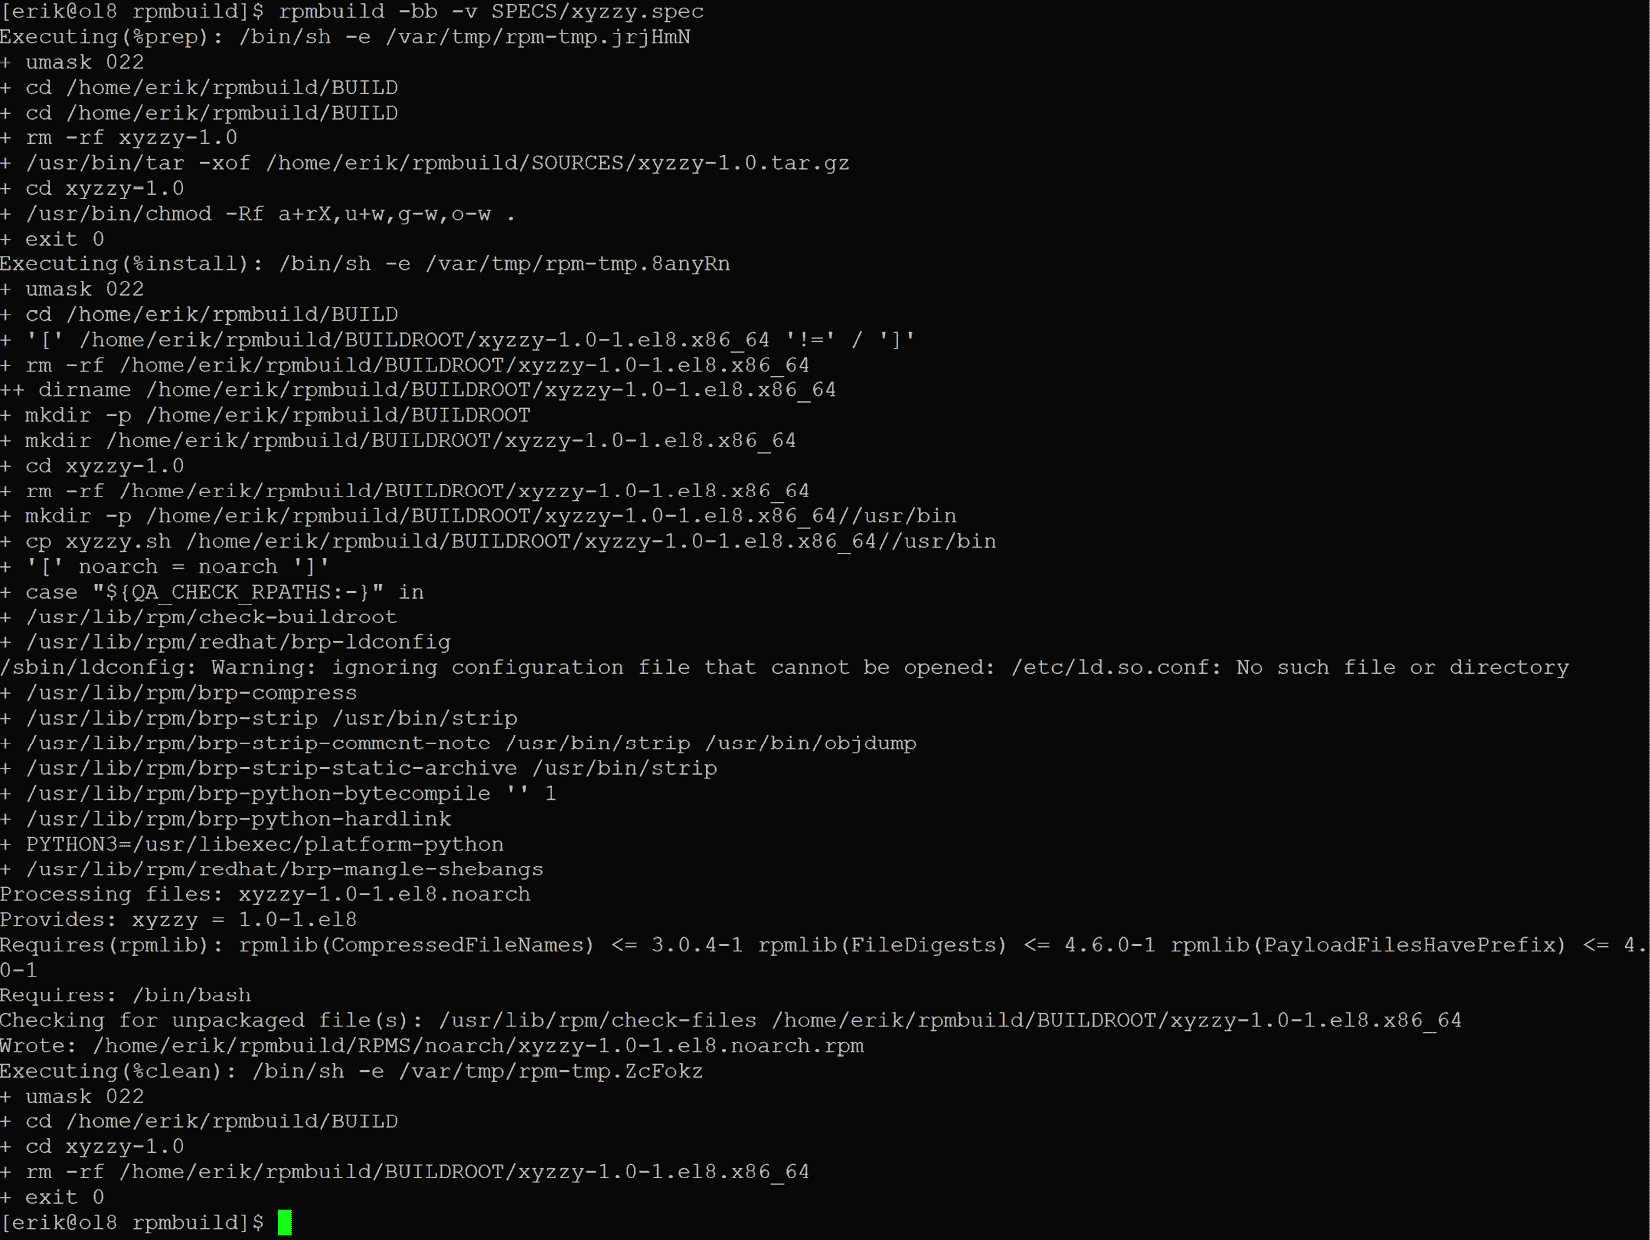 [erik@ol8 rpmbuild]$ rpmbuild -bb -v SPECS/xyzzy.spec
Executing(%prep): /bin/sh -e /var/tmp/rpm-tmp.jrjHmN
+ umask 022
+ cd /home/erik/rpmbuild/BUILD
+ cd /home/erik/rpmbuild/BUILD
+ rm -rf xyzzy-1.0
+ /usr/bin/tar -xof /home/erik/rpmbuild/SOURCES/xyzzy-1.0.tar.gz
+ cd xyzzy-1.0
+ /usr/bin/chmod -Rf a+rX,u+w,g-w,o-w .
+ exit 0
Executing(%install): /bin/sh -e /var/tmp/rpm-tmp.8anyRn
+ umask 022
+ cd /home/erik/rpmbuild/BUILD
+ '[' /home/erik/rpmbuild/BUILDROOT/xyzzy-1.0-1.el8.x86_64 '!=' / ']'
+ rm -rf /home/erik/rpmbuild/BUILDROOT/xyzzy-1.0-1.el8.x86_64
++ dirname /home/erik/rpmbuild/BUILDROOT/xyzzy-1.0-1.el8.x86_64
+ mkdir -p /home/erik/rpmbuild/BUILDROOT
+ mkdir /home/erik/rpmbuild/BUILDROOT/xyzzy-1.0-1.el8.x86_64
+ cd xyzzy-1.0
+ rm -rf /home/erik/rpmbuild/BUILDROOT/xyzzy-1.0-1.el8.x86_64
+ mkdir -p /home/erik/rpmbuild/BUILDROOT/xyzzy-1.0-1.el8.x86_64//usr/bin
+ cp xyzzy.sh /home/erik/rpmbuild/BUILDROOT/xyzzy-1.0-1.el8.x86_64//usr/bin
+ '[' noarch = noarch ']'
+ case "${QA_CHECK_RPATHS:-}" in
+ /usr/lib/rpm/check-buildroot
+ /usr/lib/rpm/redhat/brp-ldconfig
/sbin/ldconfig: Warning: ignoring configuration file that cannot be opened: /etc/ld.so.conf: No such file or directory
+ /usr/lib/rpm/brp-compress
+ /usr/lib/rpm/brp-strip /usr/bin/strip
+ /usr/lib/rpm/brp-strip-comment-note /usr/bin/strip /usr/bin/objdump
+ /usr/lib/rpm/brp-strip-static-archive /usr/bin/strip
+ /usr/lib/rpm/brp-python-bytecompile '' 1
+ /usr/lib/rpm/brp-python-hardlink
+ PYTHON3=/usr/libexec/platform-python
+ /usr/lib/rpm/redhat/brp-mangle-shebangs
Processing files: xyzzy-1.0-1.el8.noarch
Provides: xyzzy = 1.0-1.el8
Requires(rpmlib): rpmlib(CompressedFileNames) <= 3.0.4-1 rpmlib(FileDigests) <= 4.6.0-1 rpmlib(PayloadFilesHavePrefix) <= 4.
0-1
Requires: /bin/bash
Checking for unpackaged file(s): /usr/lib/rpm/check-files /home/erik/rpmbuild/BUILDROOT/xyzzy-1.0-1.el8.x86_64
Wrote: /home/erik/rpmbuild/RPMS/noarch/xyzzy-1.0-1.el8.noarch.rpm
Executing(%clean): /bin/sh -e /var/tmp/rpm-tmp.ZcFokz
+ umask 022
+ cd /home/erik/rpmbuild/BUILD
+ cd xyzzy-1.0
+ rm -rf /home/erik/rpmbuild/BUILDROOT/xyzzy-1.0-1.el8.x86_64
+ exit 0
[erik@ol8 rpmbuild]$